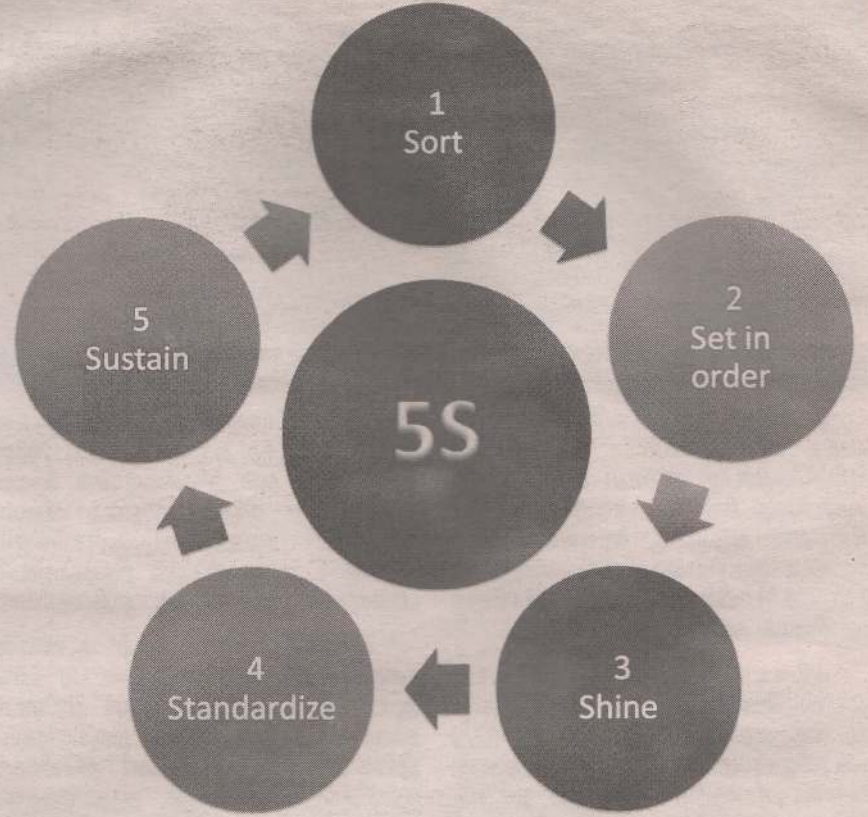 1
Sort
2
Set in
order
3
Shine
4
Standardize
5
Sustain
5S